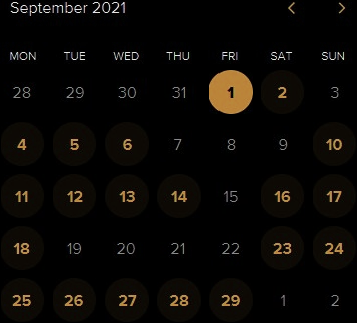 September 2021
MON TUE WED THU FRI SAT SUN
28 29 30 31 1 2 3
4 5 6 7 8 9 10
11 12 13 14 15 16 17
18 19 20 21 22 23 24
25 26 27 28 29 1 2